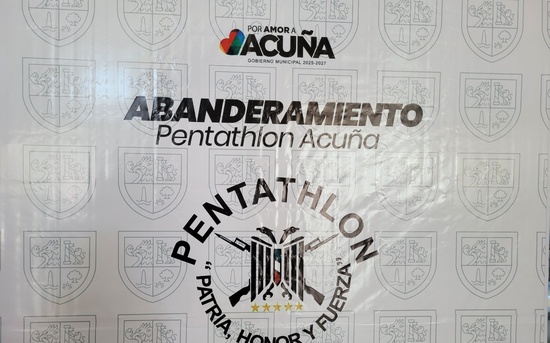 POR AMOR A
ACUÑA
GOBIERNO MUNICIPAL 2025-2027
ABANDERAMIENTO
Pentathlon Acuña
PENTATHLON
"PATRIA, HONOR Y FUERZA"